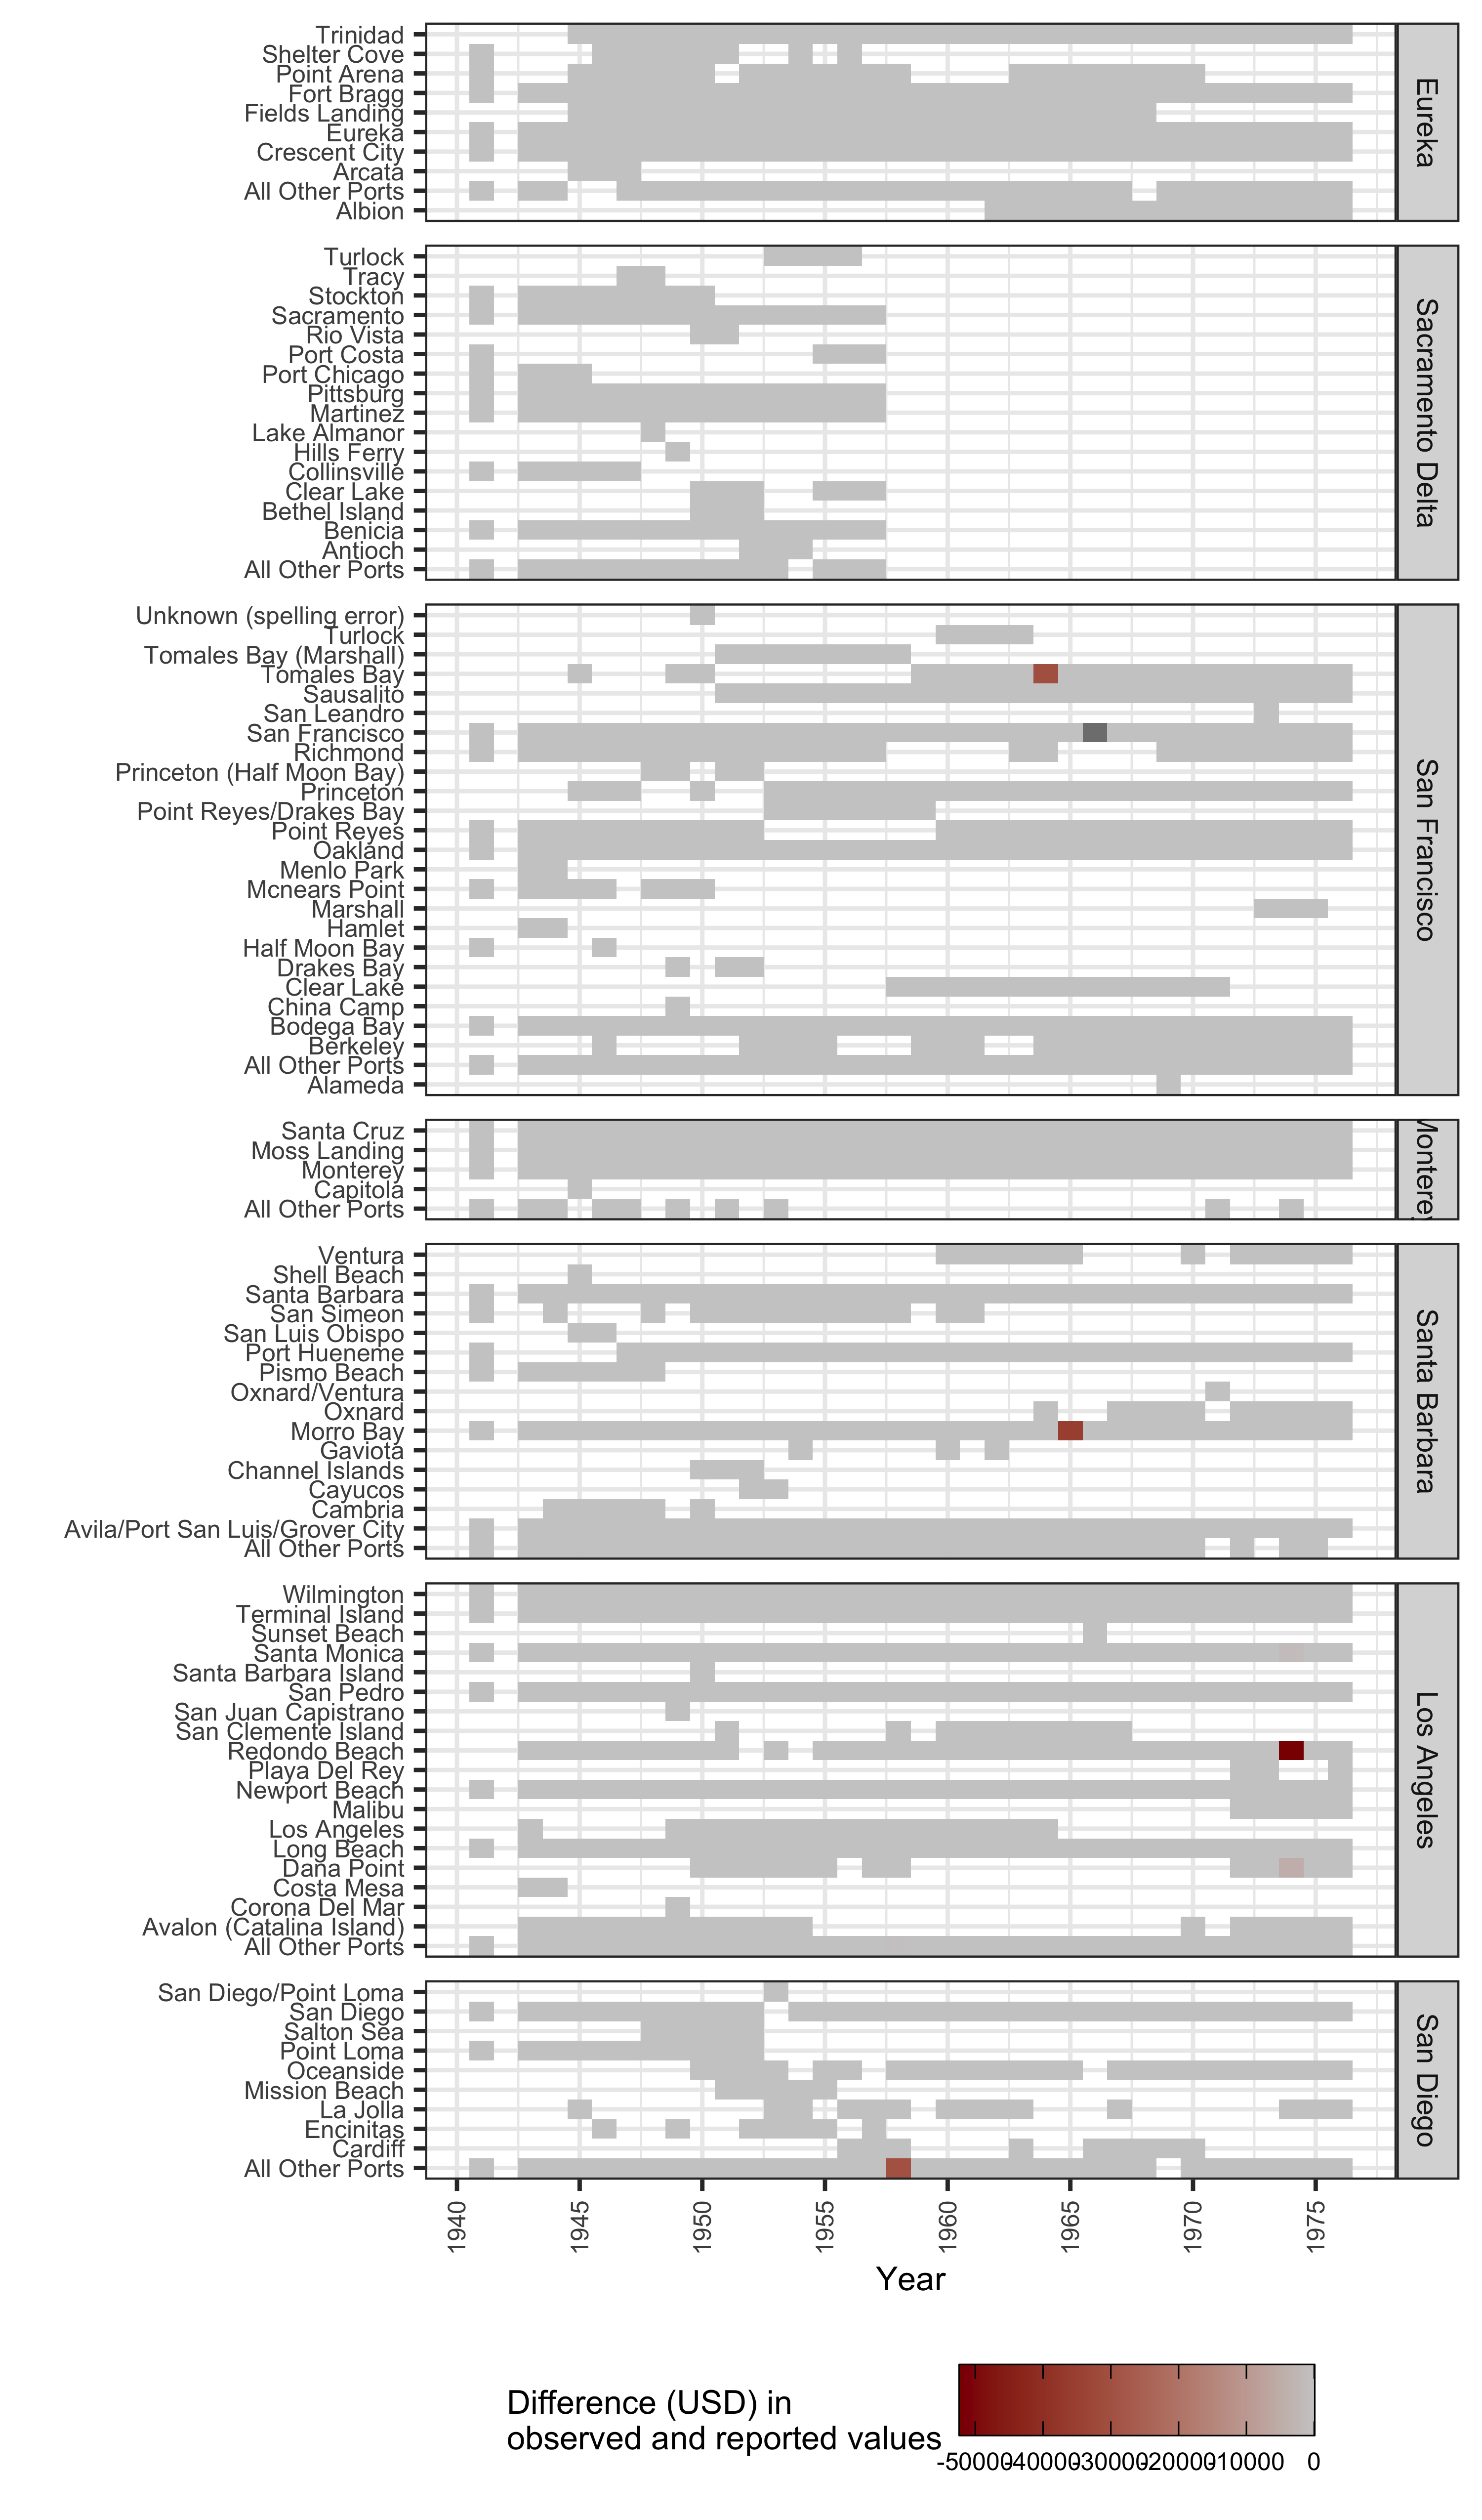 Trinidad
Shelter Cove
Point Arena
Fort Bragg
Fields Landing
Eureka
Crescent City
Arcata
All Other Ports
Albion
Eureka
Turlock
Tracy
Stockton
Sacramento
Rio Vista
Port Costa
Port Chicago
Pittsburg
Martinez
Lake Almanor
Hills Ferry
Collinsville
Clear Lake
Bethel Island
Benicia
Antioch
All Other Ports
Sacramento Delta
Unknown (spelling error)
Turlock
Tomales Bay (Marshall)
Tomales Bay
Sausalito
San Leandro
San Francisco
Richmond
Princeton (Half Moon Bay)
Princeton
Point Reyes/Drakes Bay
Point Reyes
Oakland
Menlo Park
Mcnears Point
Marshall
Hamlet
Half Moon Bay
Drakes Bay
Clear Lake
China Camp
Bodega Bay
Berkeley
All Other Ports
Alameda
San Francisco
Santa Cruz
Moss Landing
Monterey
Capitola
All Other Ports
Monterey
Ventura
Shell Beach
Santa Barbara
San Simeon
San Luis Obispo
Port Hueneme
Pismo Beach
Oxnard/Ventura
Oxnard
Morro Bay
Gaviota
Channel Islands
Cayucos
Cambria
Avila/Port San Luis/Grover City
All Other Ports
Santa Barbara
Wilmington
Terminal Island
Sunset Beach
Santa Monica
Santa Barbara Island
San Pedro
San Juan Capistrano
San Clemente Island
Redondo Beach
Playa Del Rey
Newport Beach
Malibu
Los Angeles
Long Beach
Dana Point
Costa Mesa
Corona Del Mar
Avalon (Catalina Island)
All Other Ports
Los Angeles
San Diego/Point Loma
San Diego
Salton Sea
Point Loma
Oceanside
Mission Beach
La Jolla
Encinitas
Cardiff
All Other Ports
San Diego
1940 1945 1950 1955 1960 1965 1970 1975
Year
Difference (USD) in
observed and reported values
-50000 -40000 -30000 -20000 -10000 0